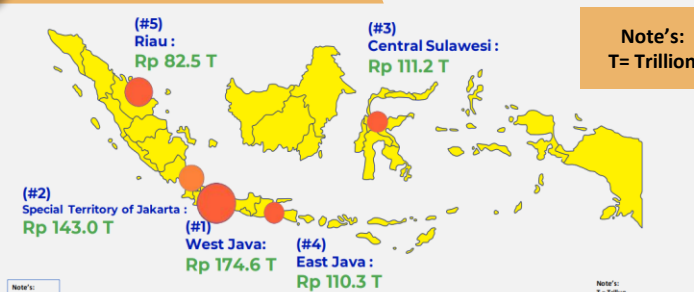 (#5)
Riau :
Rp 82.5 T
(#3)
Central Sulawesi :
Rp 111.2 T
Note's:
T= Trillion
(#2)
Special Territory of Jakarta :
Rp 143.0 T
(#1)
West Java:
Rp 174.6 T
(#4)
East Java :
Rp 110.3 T
Note's:
Note's: